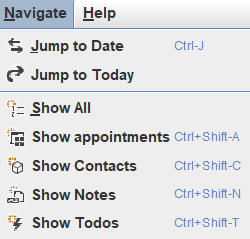 Navigate Help
Jump to Date Ctrl-J
Jump to Today
Show All
Show appointments Ctrl+Shift-A
Show Contacts Ctrl+Shift-C
Show Notes Ctrl+Shift-N
Show Todos Ctrl+Shift-T